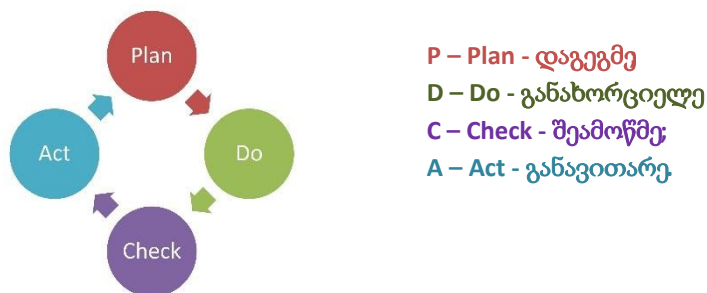 Plan
Do
Check
Act
P – Plan - დაგეგმე;
D – Do - განახორციელე
C – Check - შეამოწმე;
A – Act - განავითარე.